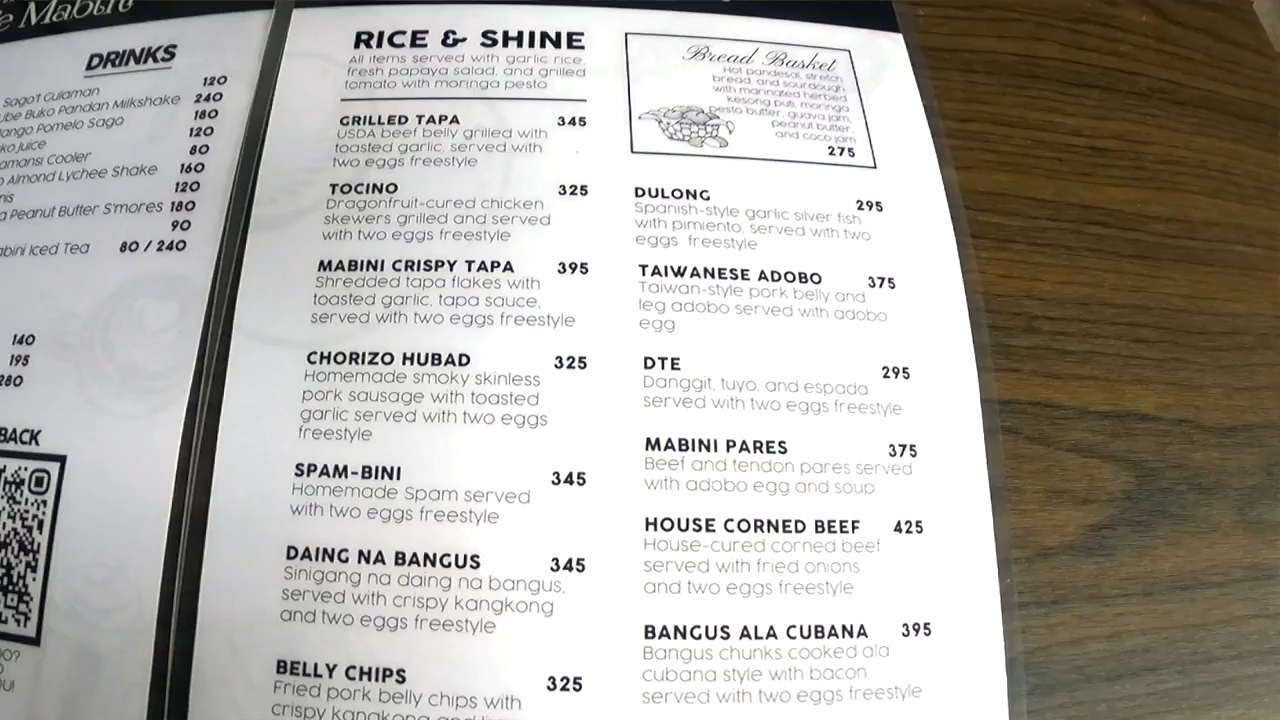 Mabini
DRINKS
Sago't Gulaman 120
Ube Buko Pandan Milkshake 240
Mango Pomelo Sago 180
Juice 120
Cooler 80
Almond Lychee Shake 160
120
Peanut Butter S'mores 180
90
Iced Tea 80 / 240
140
195
280
BACK
RICE & SHINE
All items served with garlic rice,
fresh papaya salad, and grilled
tomato with moringa pesto
GRILLED TAPA 345
USDA beef belly grilled with
toasted garlic, served with
two eggs freestyle
TOCINO 325
Dragonfruit-cured chicken
skewers grilled and served
with two eggs freestyle
MABINI CRISPY TAPA 395
Shredded tapa flakes with
toasted garlic, tapa sauce,
served with two eggs freestyle
CHORIZO HUBAD 325
Homemade smoky skinless
pork sausage with toasted
garlic served with two eggs
freestyle
SPAM-BINI 345
Homemade Spam served
with two eggs freestyle
DAING NA BANGUS 345
Sinigang na daing na bangus,
served with crispy kangkong
and two eggs freestyle
BELLY CHIPS 325
Fried pork belly chips with
crispy kangkong and
Bread Basket
Hot pandesal, stretch
bread, and sourdough
with marinated herbed
kesong puti, moringa
pesto butter, guava jam,
peanut butter,
and coco jam
275
DULONG 295
Spanish-style garlic silver fish
with pimiento, served with two
eggs freestyle
TAIWANESE ADOBO 375
Taiwan-style pork belly and
leg adobo served with adobo
egg
DTE 295
Danggit, tuyo, and espada
served with two eggs freestyle
MABINI PARES 375
Beef and tendon pares served
with adobo egg and soup
HOUSE CORNED BEEF 425
House-cured corned beef
served with fried onions
and two eggs freestyle
BANGUS ALA CUBANA 395
Bangus chunks cooked ala
cubana style with bacon
served with two eggs freestyle